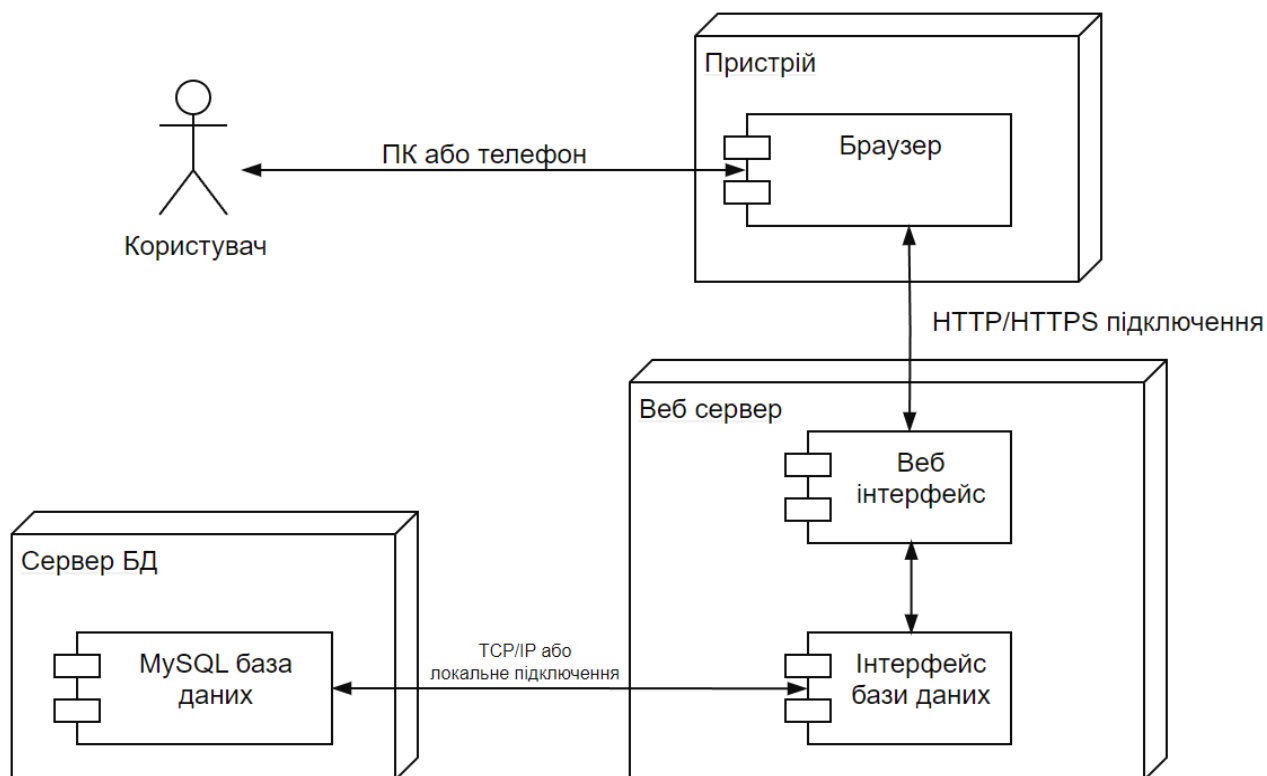 Пристрій
Браузер
ПК або телефон
Користувач
HTTP/HTTPS підключення
Веб сервер
Веб
інтерфейс
Сервер БД
MySQL база
даних
TCP/IP або
локальне підключення
Інтерфейс
бази даних